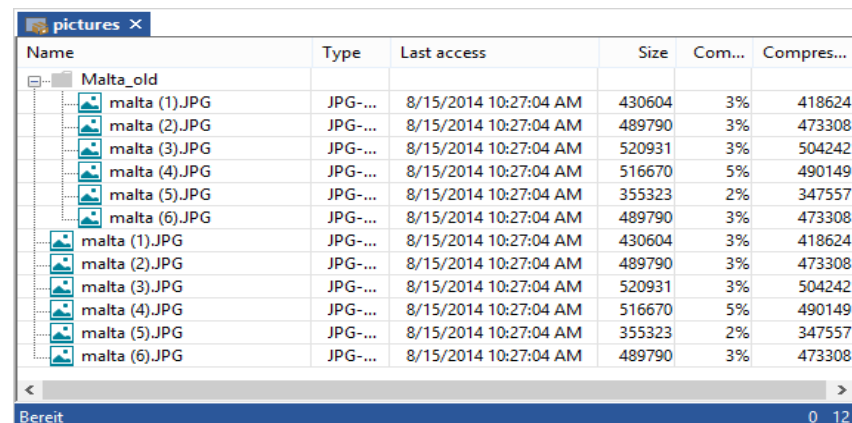 pictures ×
Name Type Last access Size Com... Compres...
Malta_old
malta (1).JPG JPG-... 8/15/2014 10:27:04 AM 430604 3% 418624
malta (2).JPG JPG-... 8/15/2014 10:27:04 AM 489790 3% 473308
malta (3).JPG JPG-... 8/15/2014 10:27:04 AM 520931 3% 504242
malta (4).JPG JPG-... 8/15/2014 10:27:04 AM 516670 5% 490149
malta (5).JPG JPG-... 8/15/2014 10:27:04 AM 355323 2% 347557
malta (6).JPG JPG-... 8/15/2014 10:27:04 AM 489790 3% 473308
malta (1).JPG JPG-... 8/15/2014 10:27:04 AM 430604 3% 418624
malta (2).JPG JPG-... 8/15/2014 10:27:04 AM 489790 3% 473308
malta (3).JPG JPG-... 8/15/2014 10:27:04 AM 520931 3% 504242
malta (4).JPG JPG-... 8/15/2014 10:27:04 AM 516670 5% 490149
malta (5).JPG JPG-... 8/15/2014 10:27:04 AM 355323 2% 347557
malta (6).JPG JPG-... 8/15/2014 10:27:04 AM 489790 3% 473308
Bereit 0 12